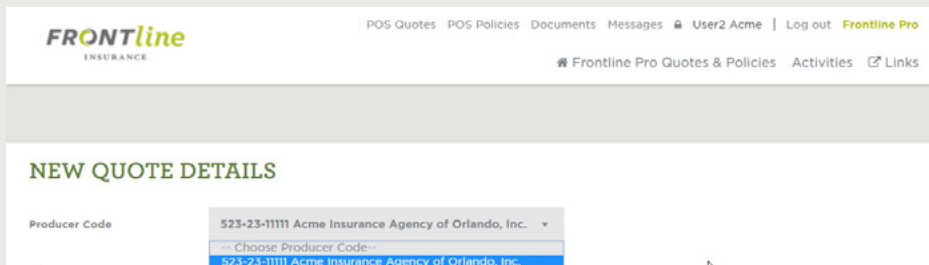 FRONTline
INSURANCE
POS Quotes POS Policies Documents Messages User2 Acme | Log out Frontline Pro
Frontline Pro Quotes & Policies Activities Links
NEW QUOTE DETAILS
Producer Code
523-23-11111 Acme Insurance Agency of Orlando, Inc.
-- Choose Producer Code--
523-23-11111 Acme Insurance Agency of Orlando, Inc.